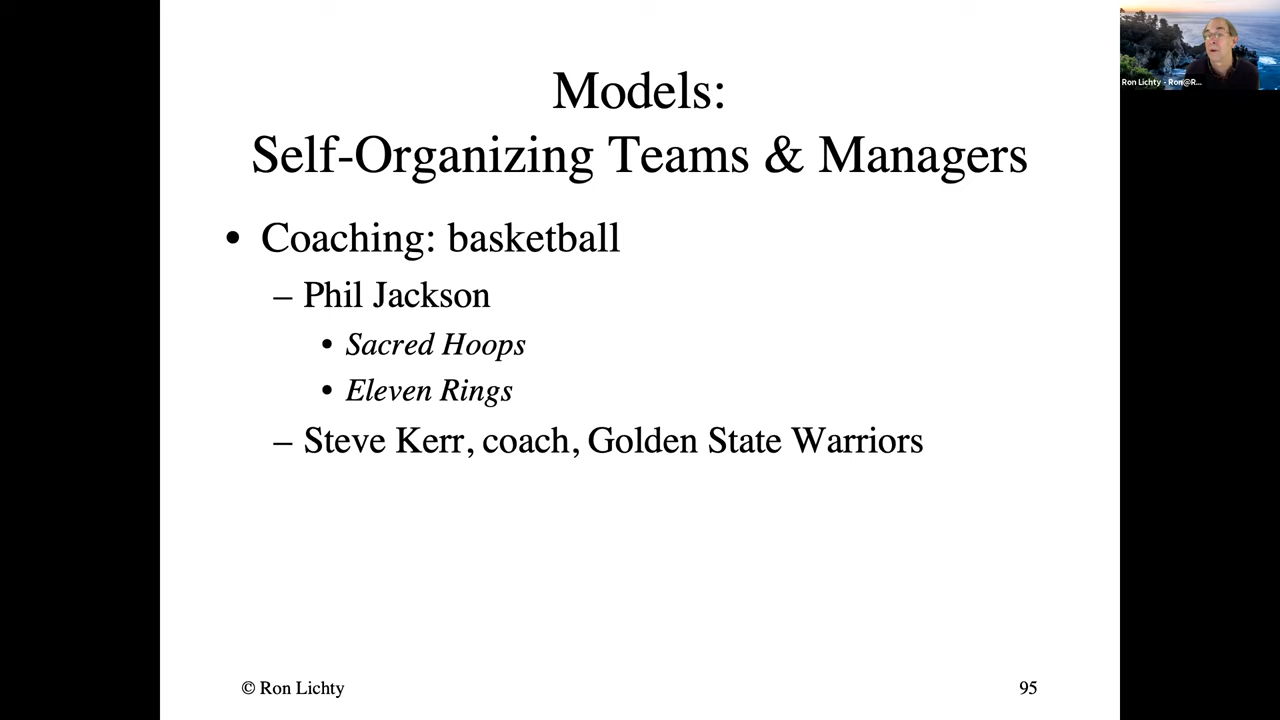 Models:
Self-Organizing Teams & Managers
• Coaching: basketball
– Phil Jackson
• Sacred Hoops
• Eleven Rings
– Steve Kerr, coach, Golden State Warriors
© Ron Lichty
95
Ron Lichty - Ron@R...